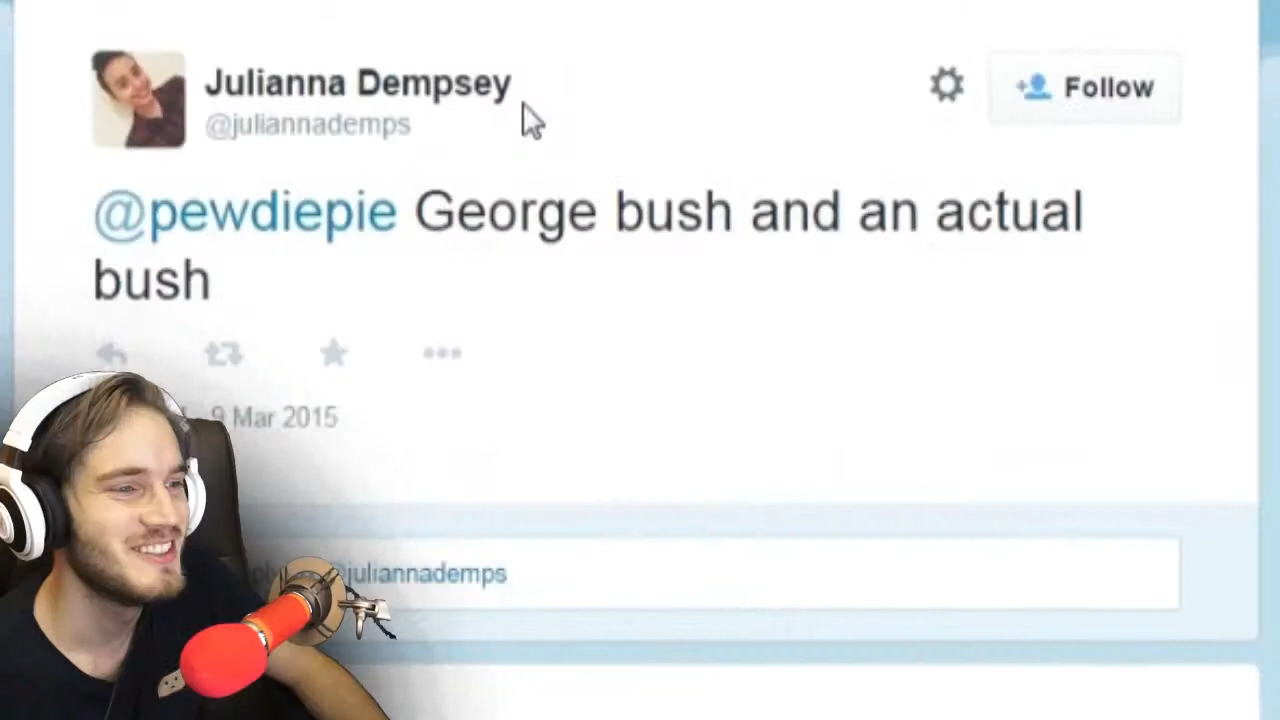 Julianna Dempsey
@juliannademps
Follow
@pewdiepie George bush and an actual
bush
9 Mar 2015
@juliannademps